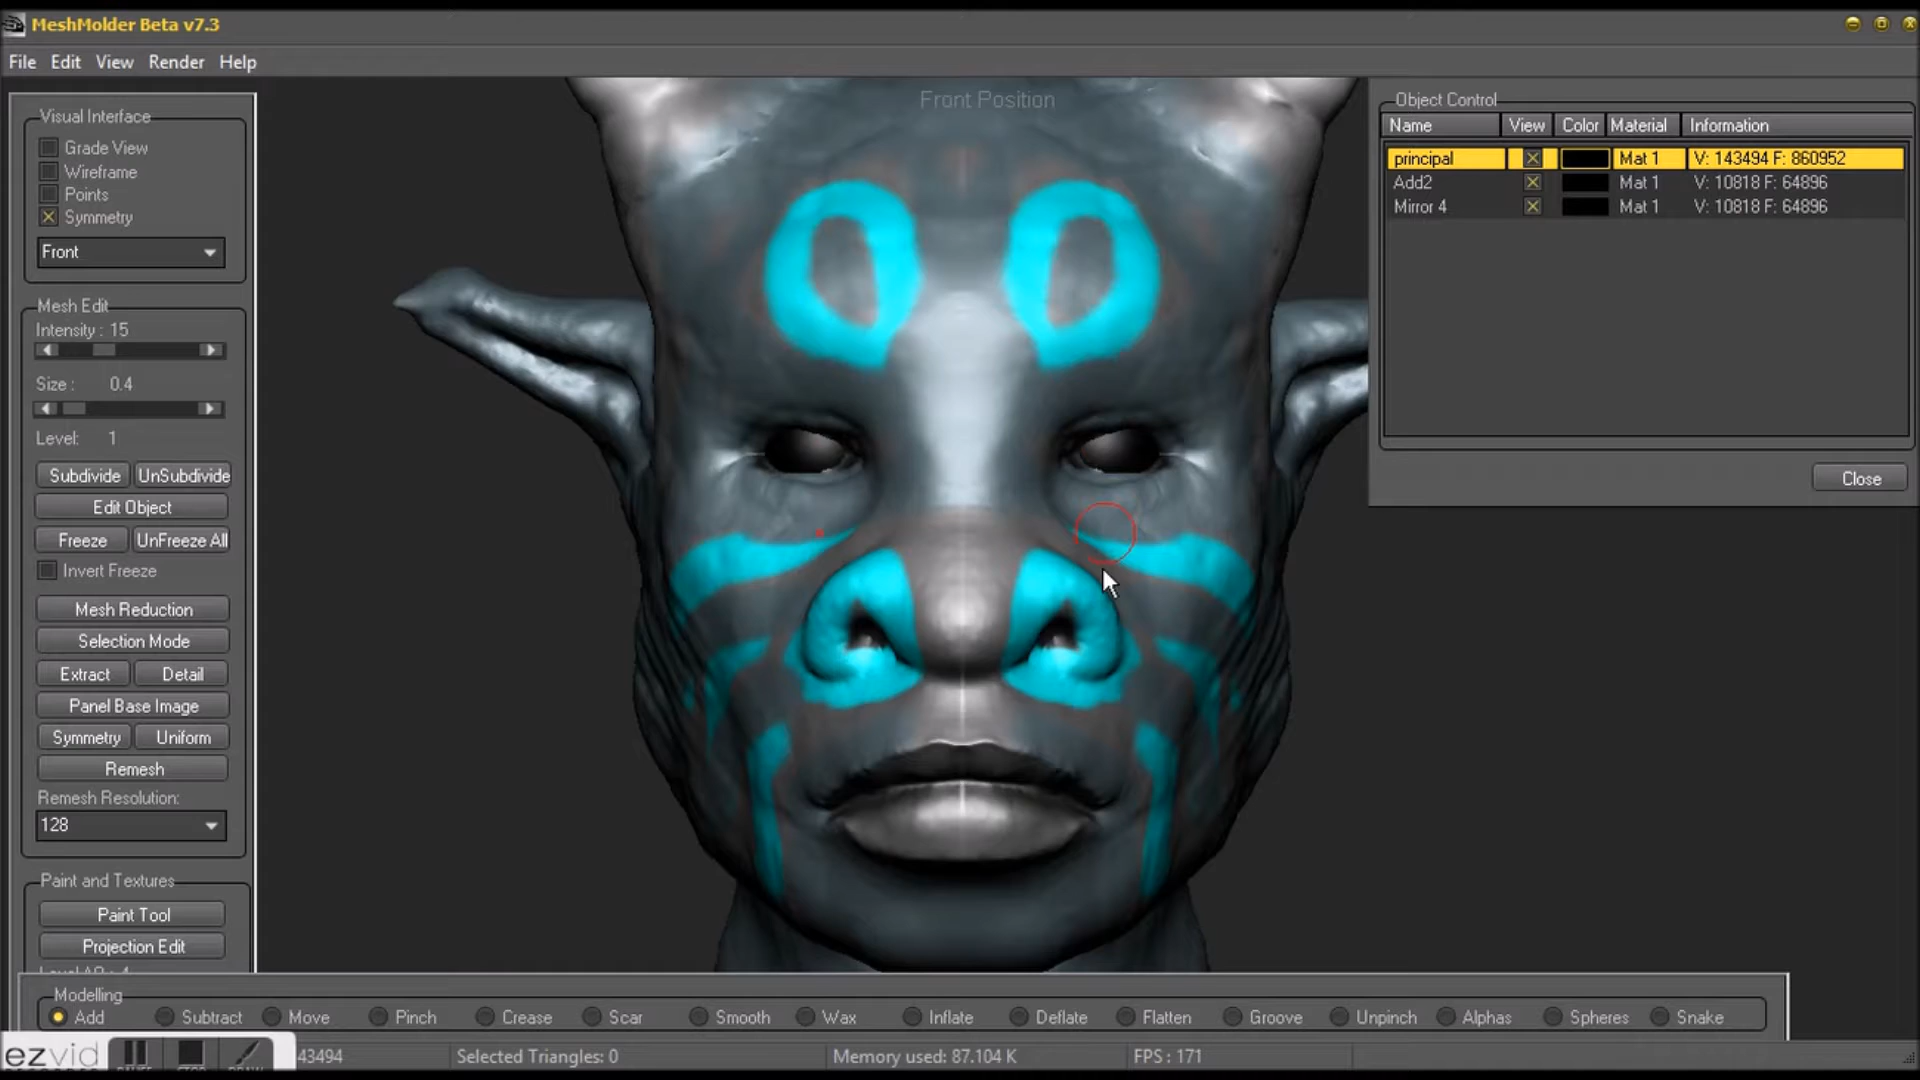 MeshMolder Beta v7.3
File Edit View Render Help
Front Position
Visual Interface
Grade View
Wireframe
Points
Symmetry
Front
Mesh Edit
Intensity : 15
Size : 0.4
Level: 1
Subdivide UnSubdivide
Edit Object
Freeze UnFreeze All
Invert Freeze
Mesh Reduction
Selection Mode
Extract Detail
Panel Base Image
Symmetry Uniform
Remesh
Remesh Resolution:
128
Paint and Textures
Paint Tool
Projection Edit
Object Control
Name View Color Material Information
principal Mat 1 V: 143494 F: 860952
Add2 Mat 1 V: 10818 F: 64896
Mirror 4 Mat 1 V: 10818 F: 64896
Close
Modelling
Add Subtract Move Pinch Crease Scar Smooth Wax Inflate Deflate Flatten Groove Unpinch Alphas Spheres Snake
ezvid 43494 Selected Triangles: 0 Memory used: 87.104 K FPS : 171